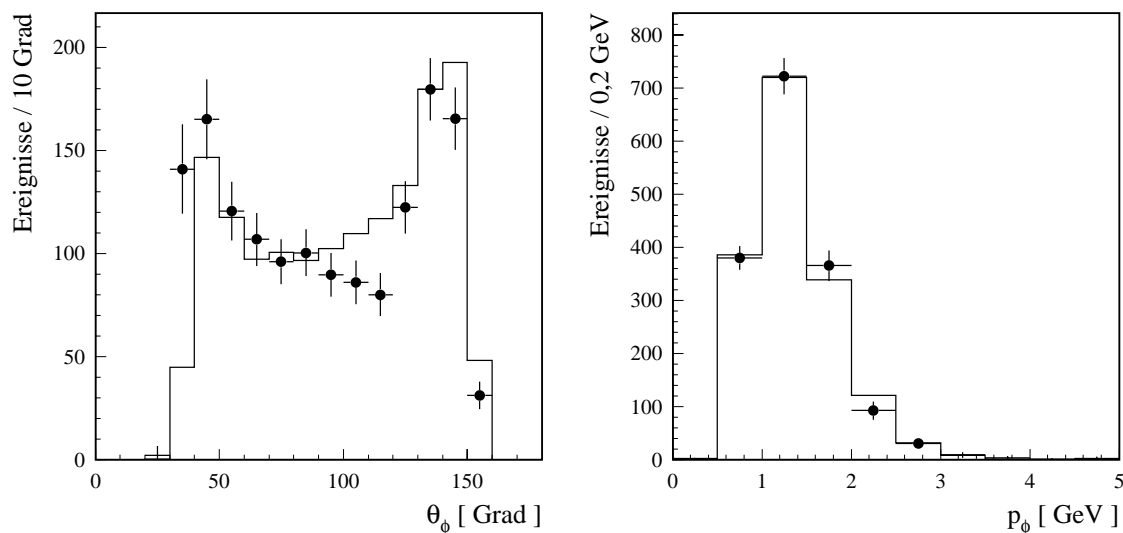 Ereignisse / 10 Grad
200
150
100
50
0
0 50 100 150
θϕ [ Grad ]
Ereignisse / 0,2 GeV
800
700
600
500
400
300
200
100
0
0 1 2 3 4 5
pϕ [ GeV ]